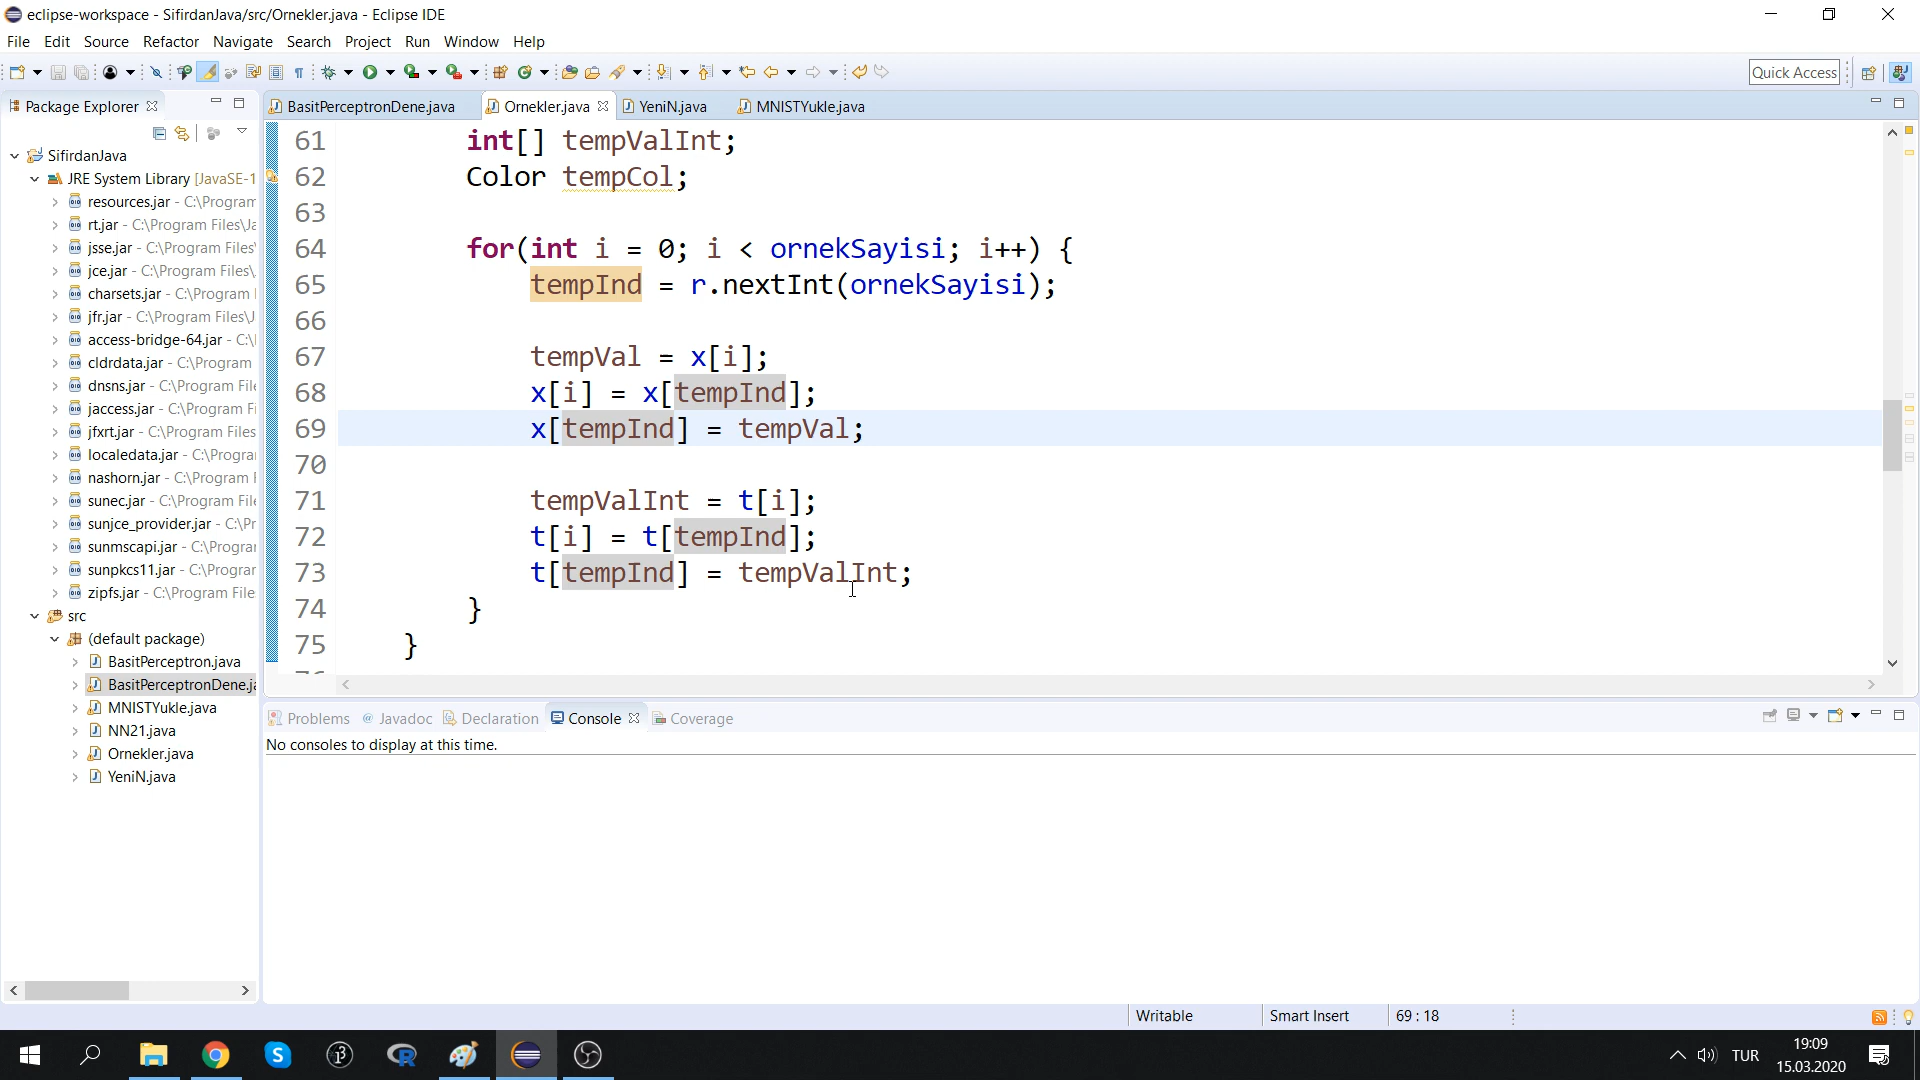 eclipse-workspace - SifirdanJava/src/Ornekler.java - Eclipse IDE
File Edit Source Refactor Navigate Search Project Run Window Help
Quick Access
Package Explorer
BasitPerceptronDene.java Ornekler.java YeniN.java MNISTYukle.java
SifirdanJava
JRE System Library [JavaSE-1
resources.jar - C:\Program
rt.jar - C:\Program Files\Ja
jsse.jar - C:\Program Files\
jce.jar - C:\Program Files\
charsets.jar - C:\Program
jfr.jar - C:\Program Files\J
access-bridge-64.jar - C:\
cldrdata.jar - C:\Program
dnsns.jar - C:\Program File
jaccess.jar - C:\Program Fi
jfxrt.jar - C:\Program Files
localedata.jar - C:\Progra
nashorn.jar - C:\Program
sunec.jar - C:\Program File
sunjce_provider.jar - C:\Pr
sunmscapi.jar - C:\Progra
sunpkcs11.jar - C:\Progra
zipfs.jar - C:\Program File
src
(default package)
BasitPerceptron.java
BasitPerceptronDene.ja
MNISTYukle.java
NN21.java
Ornekler.java
YeniN.java
61 int[] tempValInt;
62 Color tempCol;
63
64 for(int i = 0; i < ornekSayisi; i++) {
65 tempInd = r.nextInt(ornekSayisi);
66
67 tempVal = x[i];
68 x[i] = x[tempInd];
69 x[tempInd] = tempVal;
70
71 tempValInt = t[i];
72 t[i] = t[tempInd];
73 t[tempInd] = tempValInt;
74 }
75 }
Problems @ Javadoc Declaration Console Coverage
No consoles to display at this time.
Writable Smart Insert 69 : 18
TUR 19:09
15.03.2020